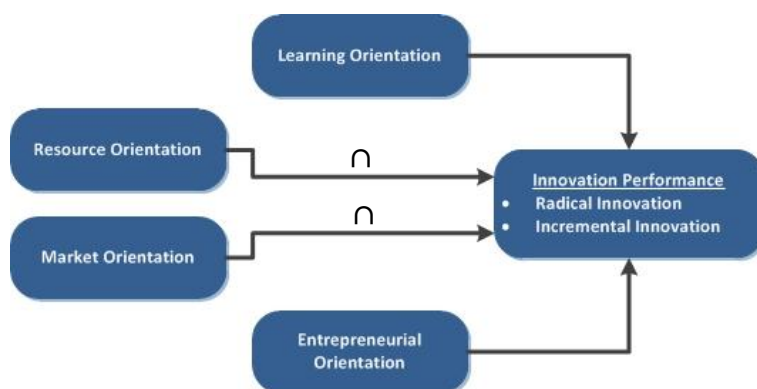 Learning Orientation
Resource Orientation
∩
Innovation Performance
• Radical Innovation
• Incremental Innovation
∩
Market Orientation
Entrepreneurial
Orientation